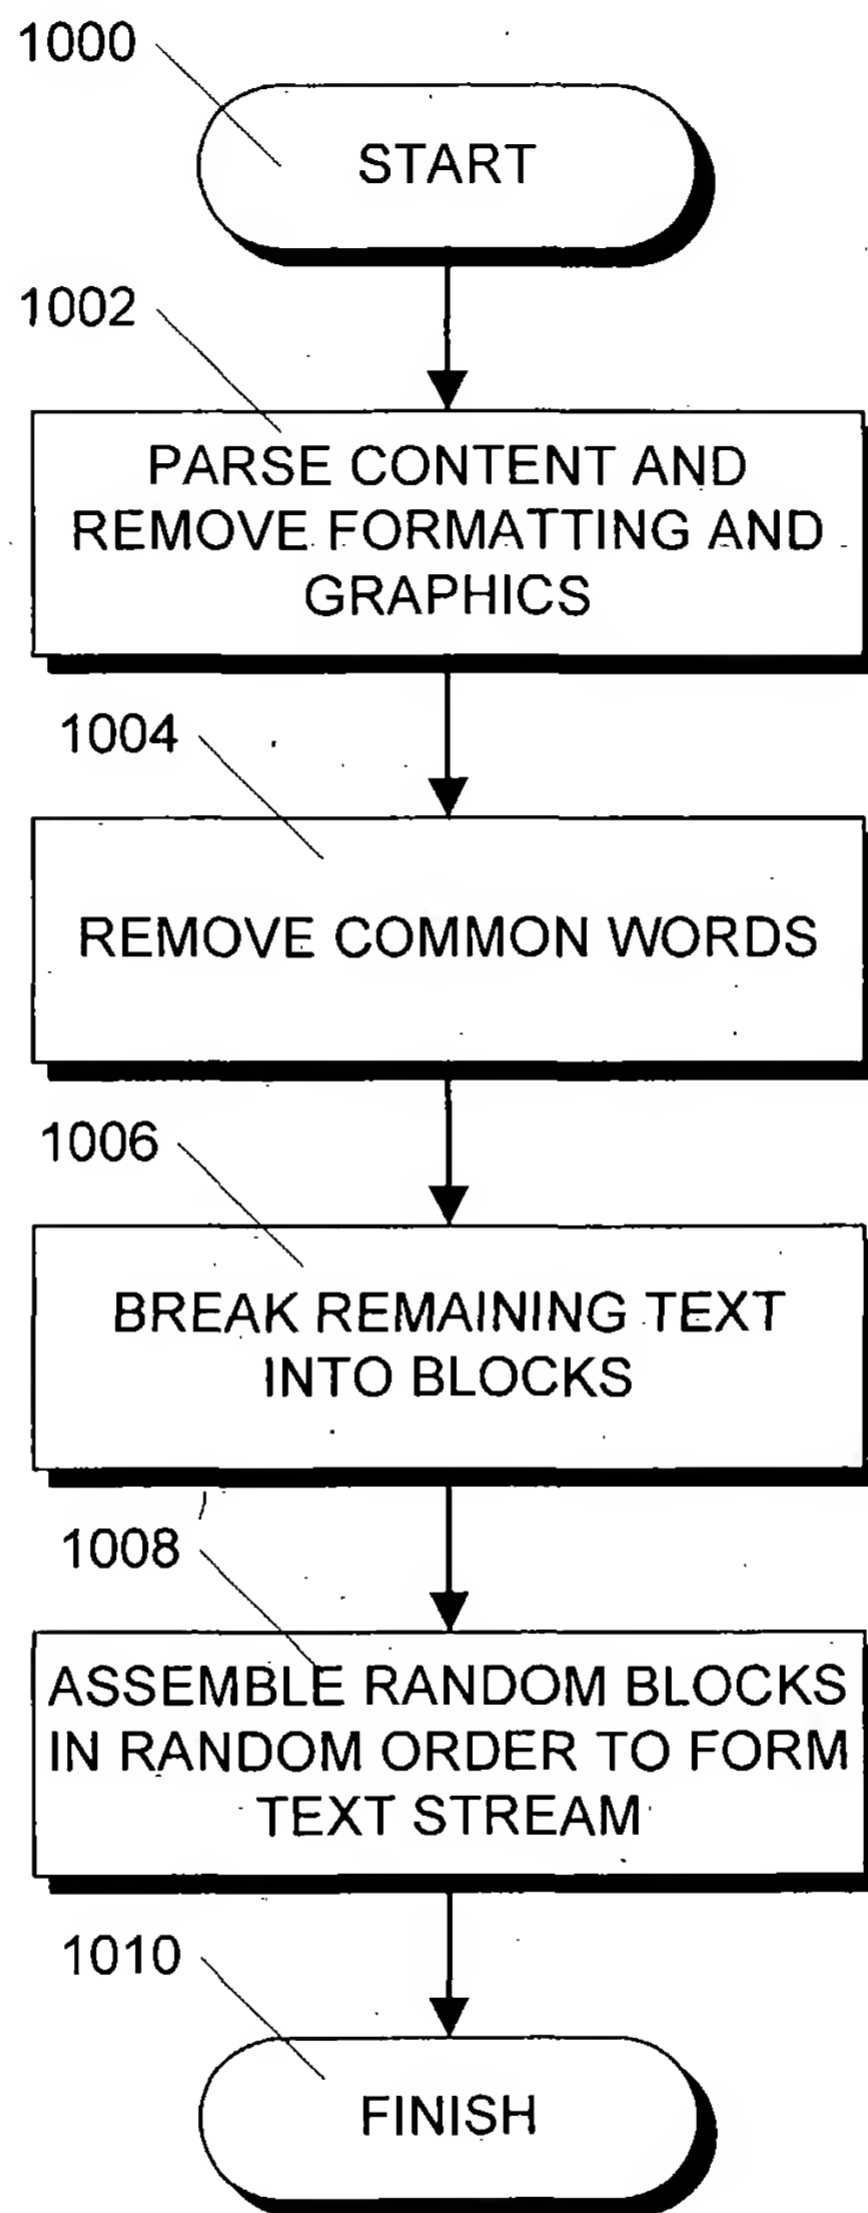 1000
START
1002
PARSE CONTENT AND
REMOVE FORMATTING AND
GRAPHICS
1004
REMOVE COMMON WORDS
1006
BREAK REMAINING TEXT
INTO BLOCKS
1008
ASSEMBLE RANDOM BLOCKS
IN RANDOM ORDER TO FORM
TEXT STREAM
1010
FINISH